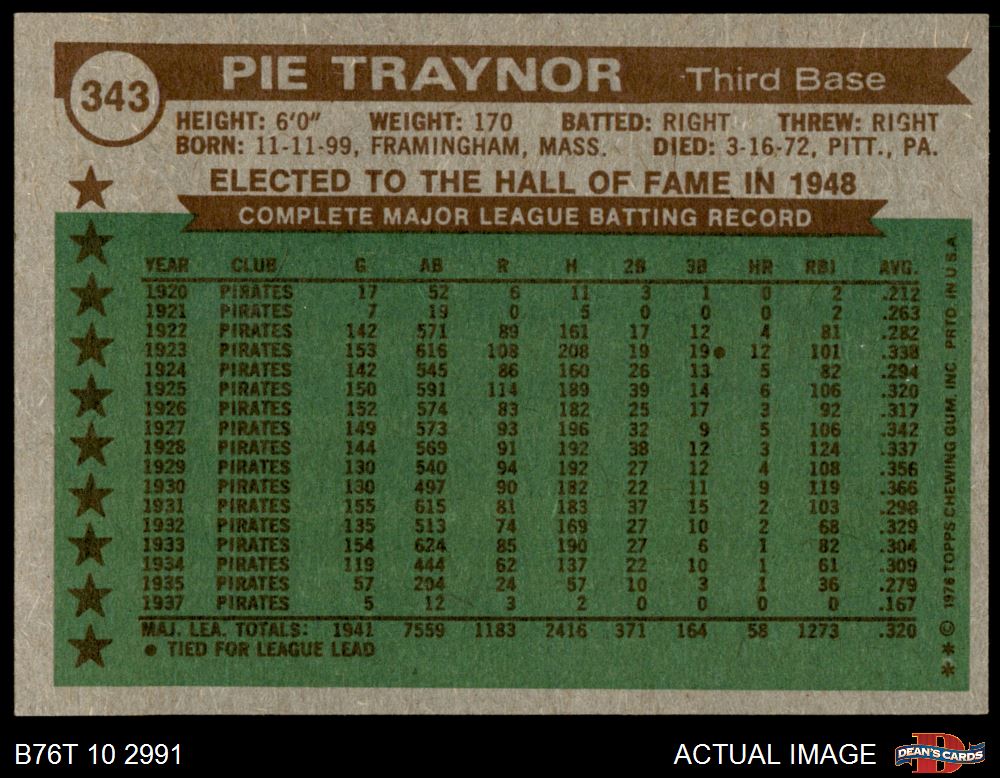 343
PIE TRAYNOR Third Base
HEIGHT: 6'0" WEIGHT: 170 BATTED: RIGHT THREW: RIGHT
BORN: 11-11-99, FRAMINGHAM, MASS. DIED: 3-16-72, PITT., PA.
ELECTED TO THE HALL OF FAME IN 1948
COMPLETE MAJOR LEAGUE BATTING RECORD
YEAR CLUB G AB R H 2B 3B HR RBI AVG.
1920 PIRATES 17 52 6 11 3 1 0 2 .212
1921 PIRATES 7 19 0 5 0 0 0 2 .263
1922 PIRATES 142 571 89 161 17 12 4 81 .282
1923 PIRATES 153 616 108 208 19 19● 12 101 .338
1924 PIRATES 142 545 86 160 26 13 5 82 .294
1925 PIRATES 150 591 114 189 39 14 6 106 .320
1926 PIRATES 152 574 83 182 25 17 3 92 .317
1927 PIRATES 149 573 93 196 32 9 5 106 .342
1928 PIRATES 144 569 91 192 38 12 3 124 .337
1929 PIRATES 130 540 94 192 27 12 4 108 .356
1930 PIRATES 130 497 90 182 22 11 9 119 .366
1931 PIRATES 155 615 81 183 37 15 2 103 .298
1932 PIRATES 135 513 74 169 27 10 2 68 .329
1933 PIRATES 154 624 85 190 27 6 1 82 .304
1934 PIRATES 119 444 62 137 22 10 1 61 .309
1935 PIRATES 57 204 24 57 10 3 1 36 .279
1937 PIRATES 5 12 3 2 0 0 0 0 .167
MAJ. LEA. TOTALS: 1941 7559 1183 2416 371 164 58 1273 .320
● TIED FOR LEAGUE LEAD
** © 1976 TOPPS CHEWING GUM, INC. PRTD. IN U.S.A.
B76T 10 2991 ACTUAL IMAGE DEAN'S CARDS